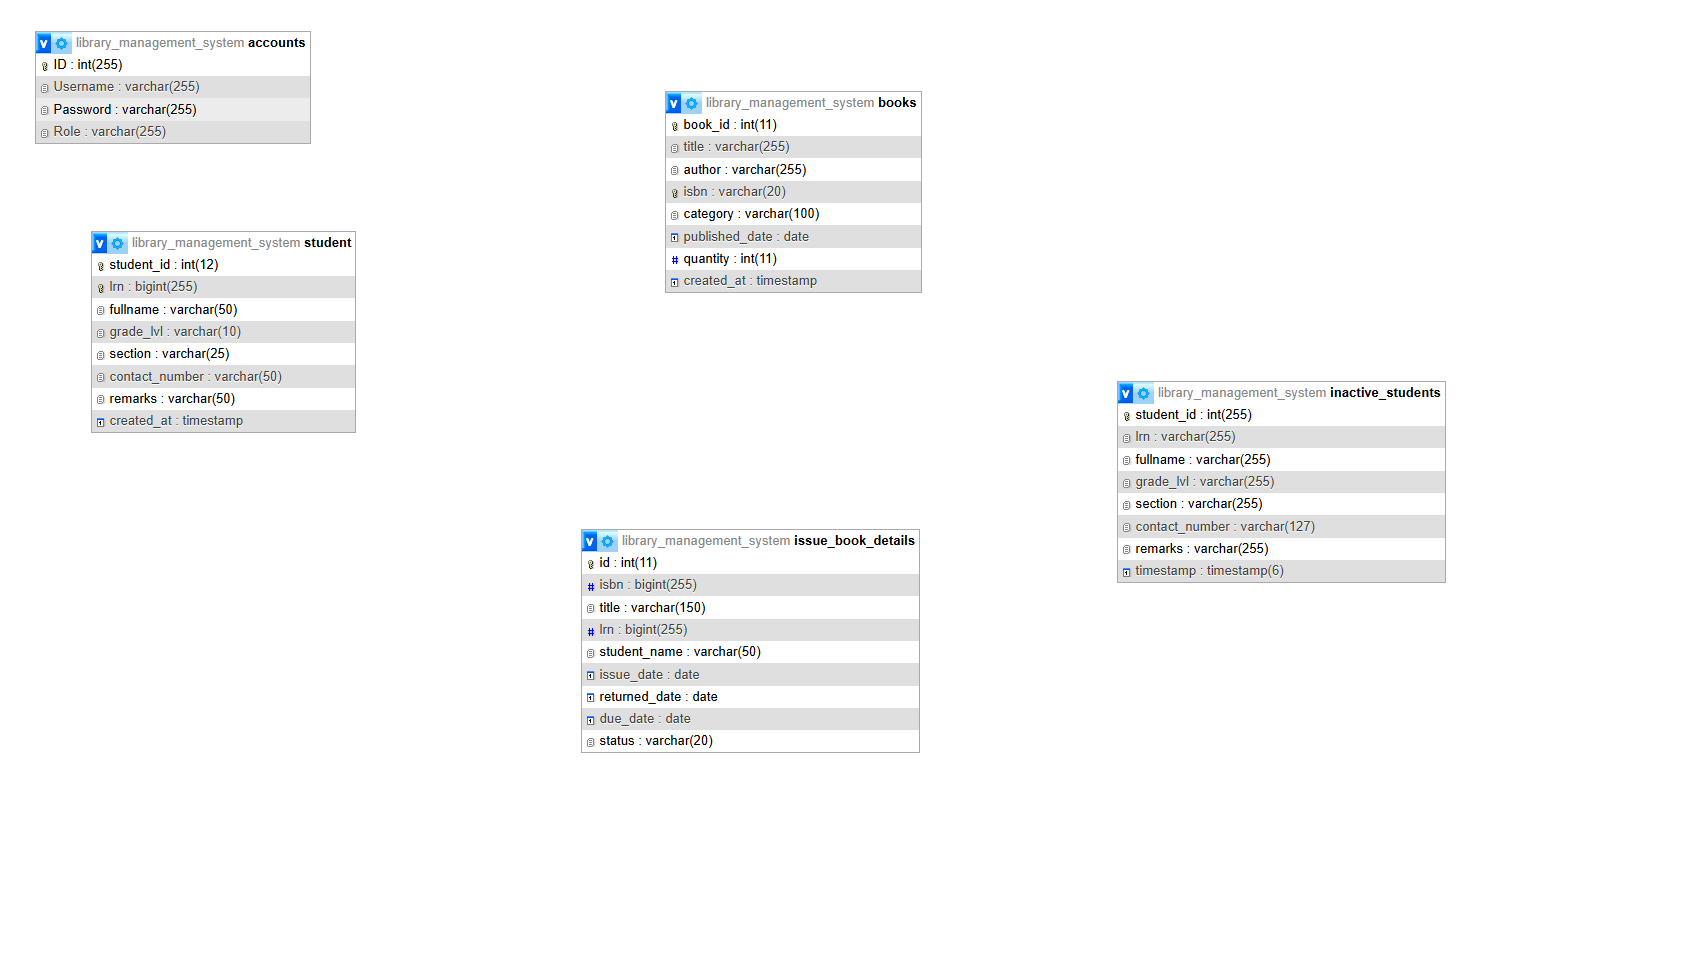 v library_management_system accounts
ID : int(255)
Username : varchar(255)
Password : varchar(255)
Role : varchar(255)
v library_management_system books
book_id : int(11)
title : varchar(255)
author : varchar(255)
isbn : varchar(20)
category : varchar(100)
published_date : date
# quantity : int(11)
created_at : timestamp
v library_management_system student
student_id : int(12)
lrn : bigint(255)
fullname : varchar(50)
grade_lvl : varchar(10)
section : varchar(25)
contact_number : varchar(50)
remarks : varchar(50)
created_at : timestamp
v library_management_system inactive_students
student_id : int(255)
lrn : varchar(255)
fullname : varchar(255)
grade_lvl : varchar(255)
section : varchar(255)
contact_number : varchar(127)
remarks : varchar(255)
timestamp : timestamp(6)
v library_management_system issue_book_details
id : int(11)
# isbn : bigint(255)
title : varchar(150)
# lrn : bigint(255)
student_name : varchar(50)
issue_date : date
returned_date : date
due_date : date
status : varchar(20)